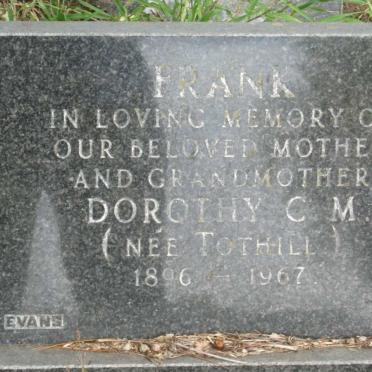 FRANK
IN LOVING MEMORY O
OUR BELOVED MOTHE
AND GRANDMOTHER
DOROTHY C. M.
( NÉE TOTHILL )
1896 — 1967.
EVANS